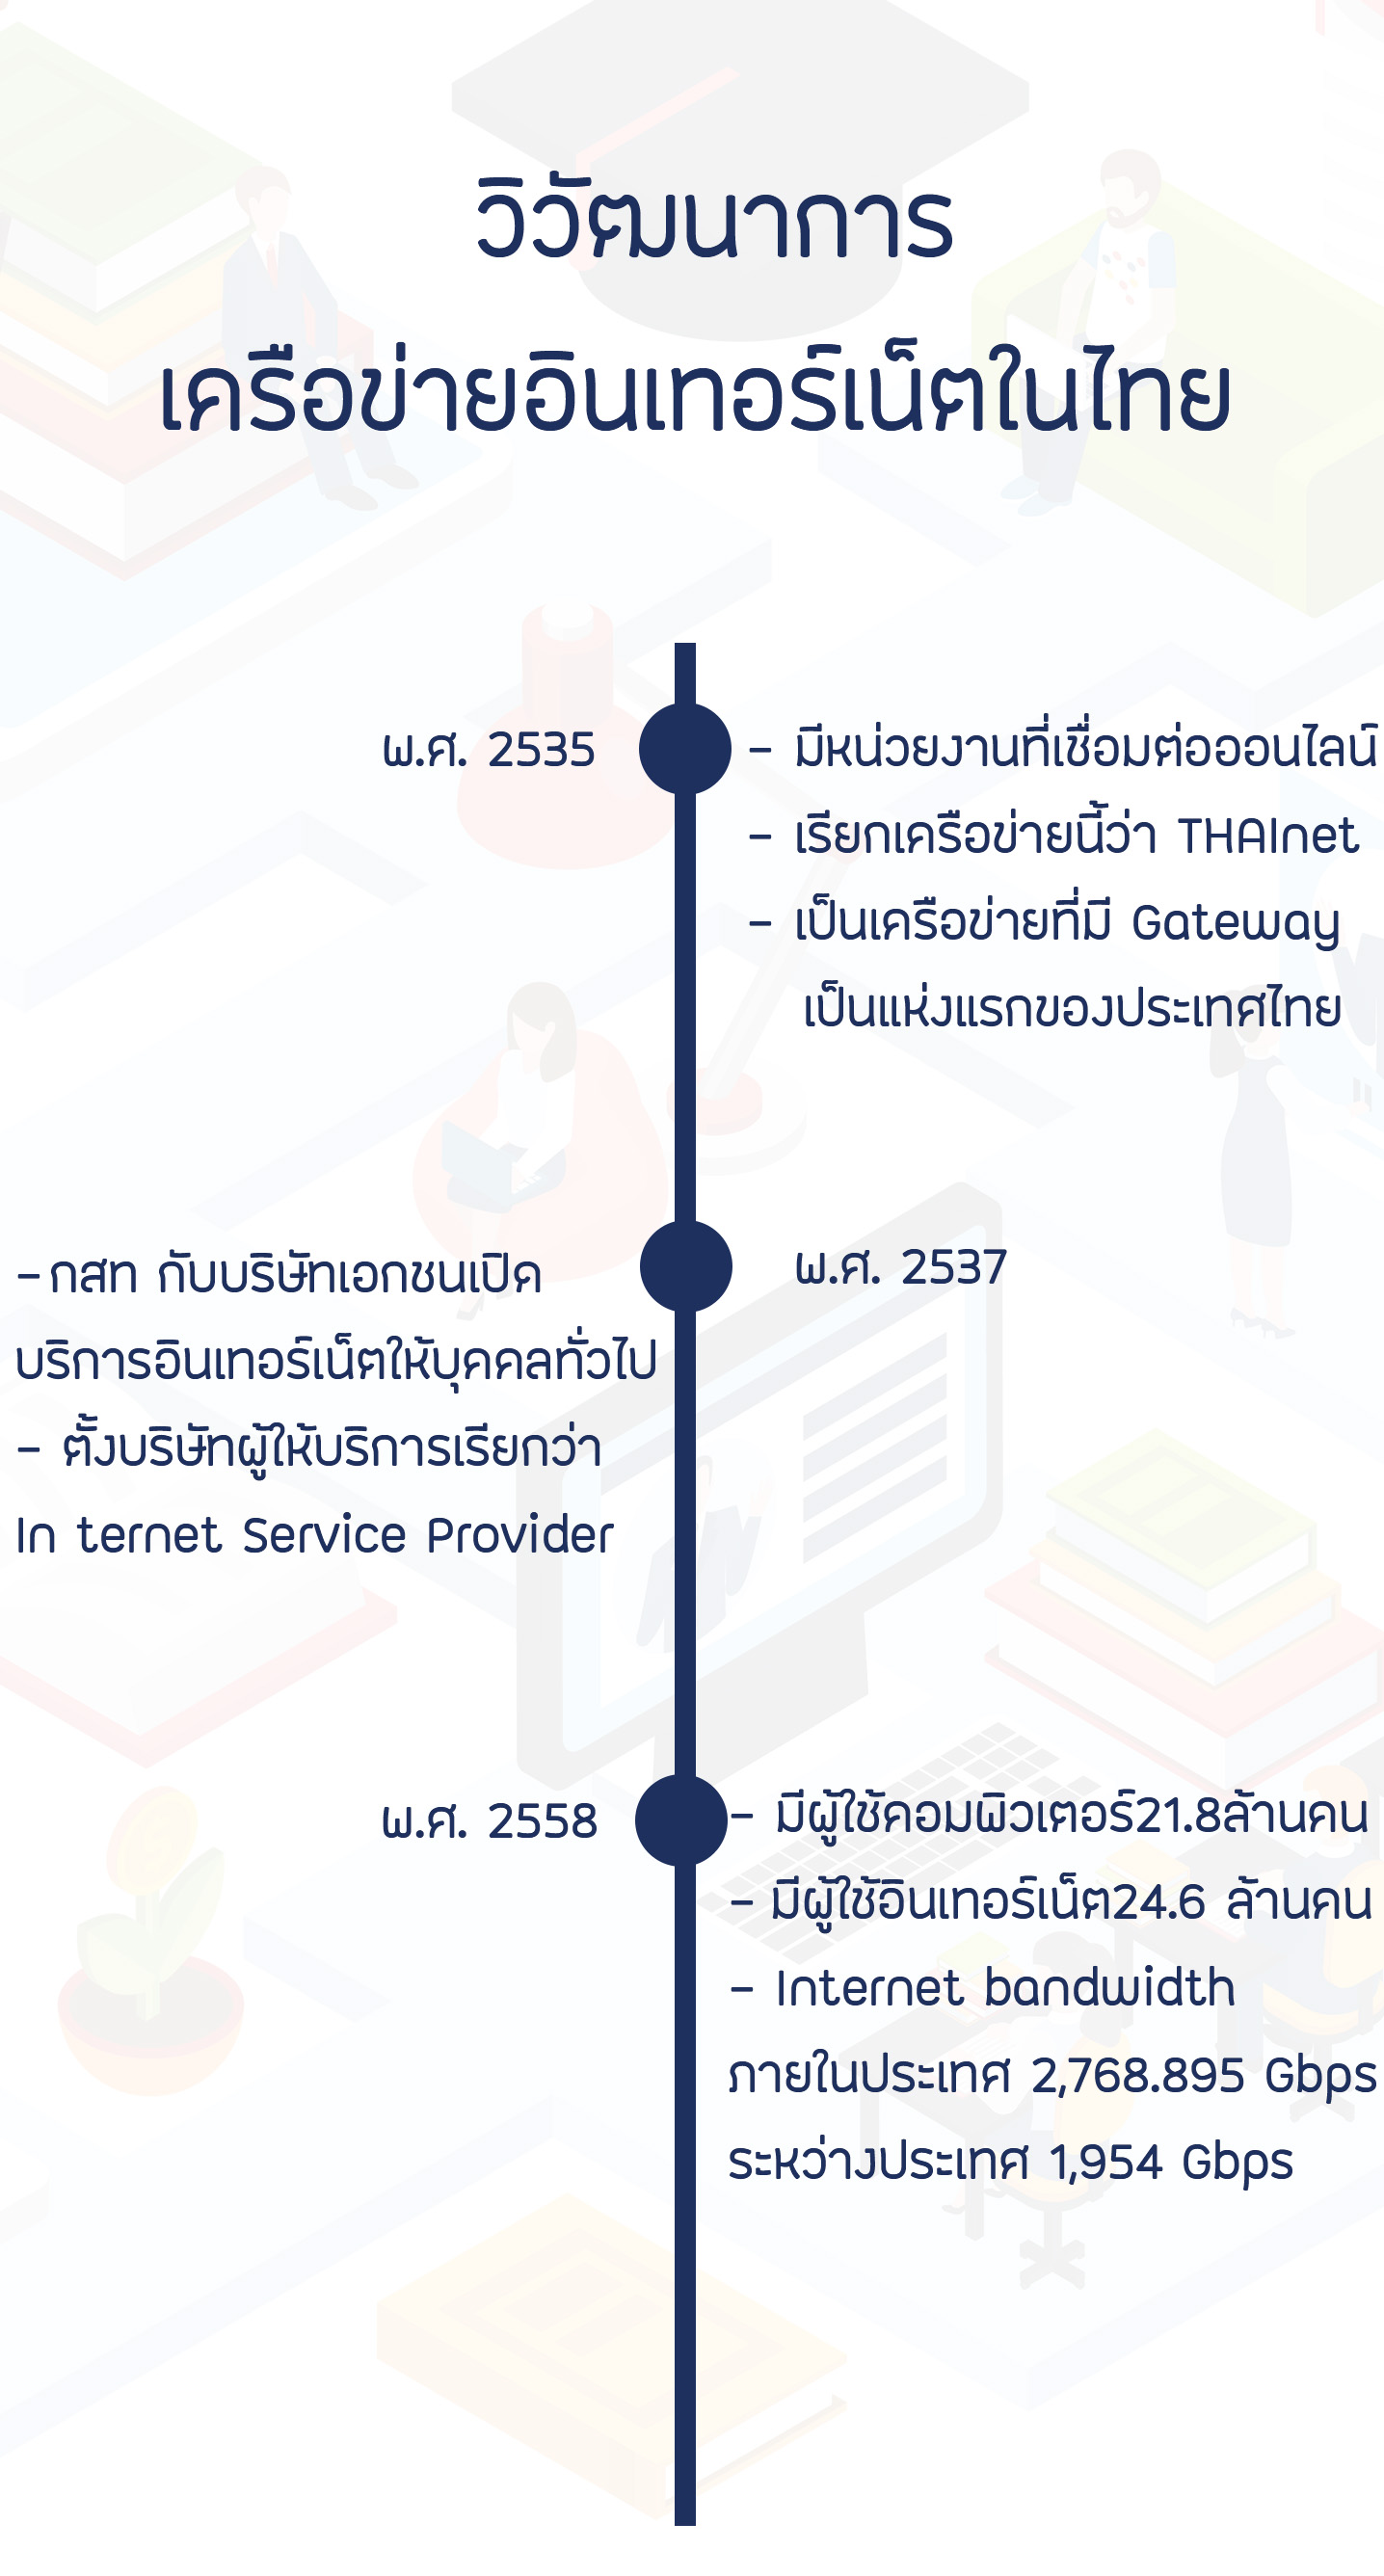 วิวัฒนาการ
เครือข่ายอินเทอร์เน็ตในไทย
พ.ศ. 2535
- มีหน่วยงานที่เชื่อมต่อออนไลน์
- เรียกเครือข่ายนี้ว่า THAInet
- เป็นเครือข่ายที่มี Gateway
เป็นแห่งแรกของประเทศไทย
พ.ศ. 2537
- กสท กับบริษัทเอกชนเปิด
บริการอินเทอร์เน็ตให้บุคคลทั่วไป
- ตั้งบริษัทผู้ให้บริการเรียกว่า
In ternet Service Provider
พ.ศ. 2558
- มีผู้ใช้คอมพิวเตอร์21.8ล้านคน
- มีผู้ใช้อินเทอร์เน็ต24.6 ล้านคน
- Internet bandwidth
ภายในประเทศ 2,768.895 Gbps
ระหว่างประเทศ 1,954 Gbps